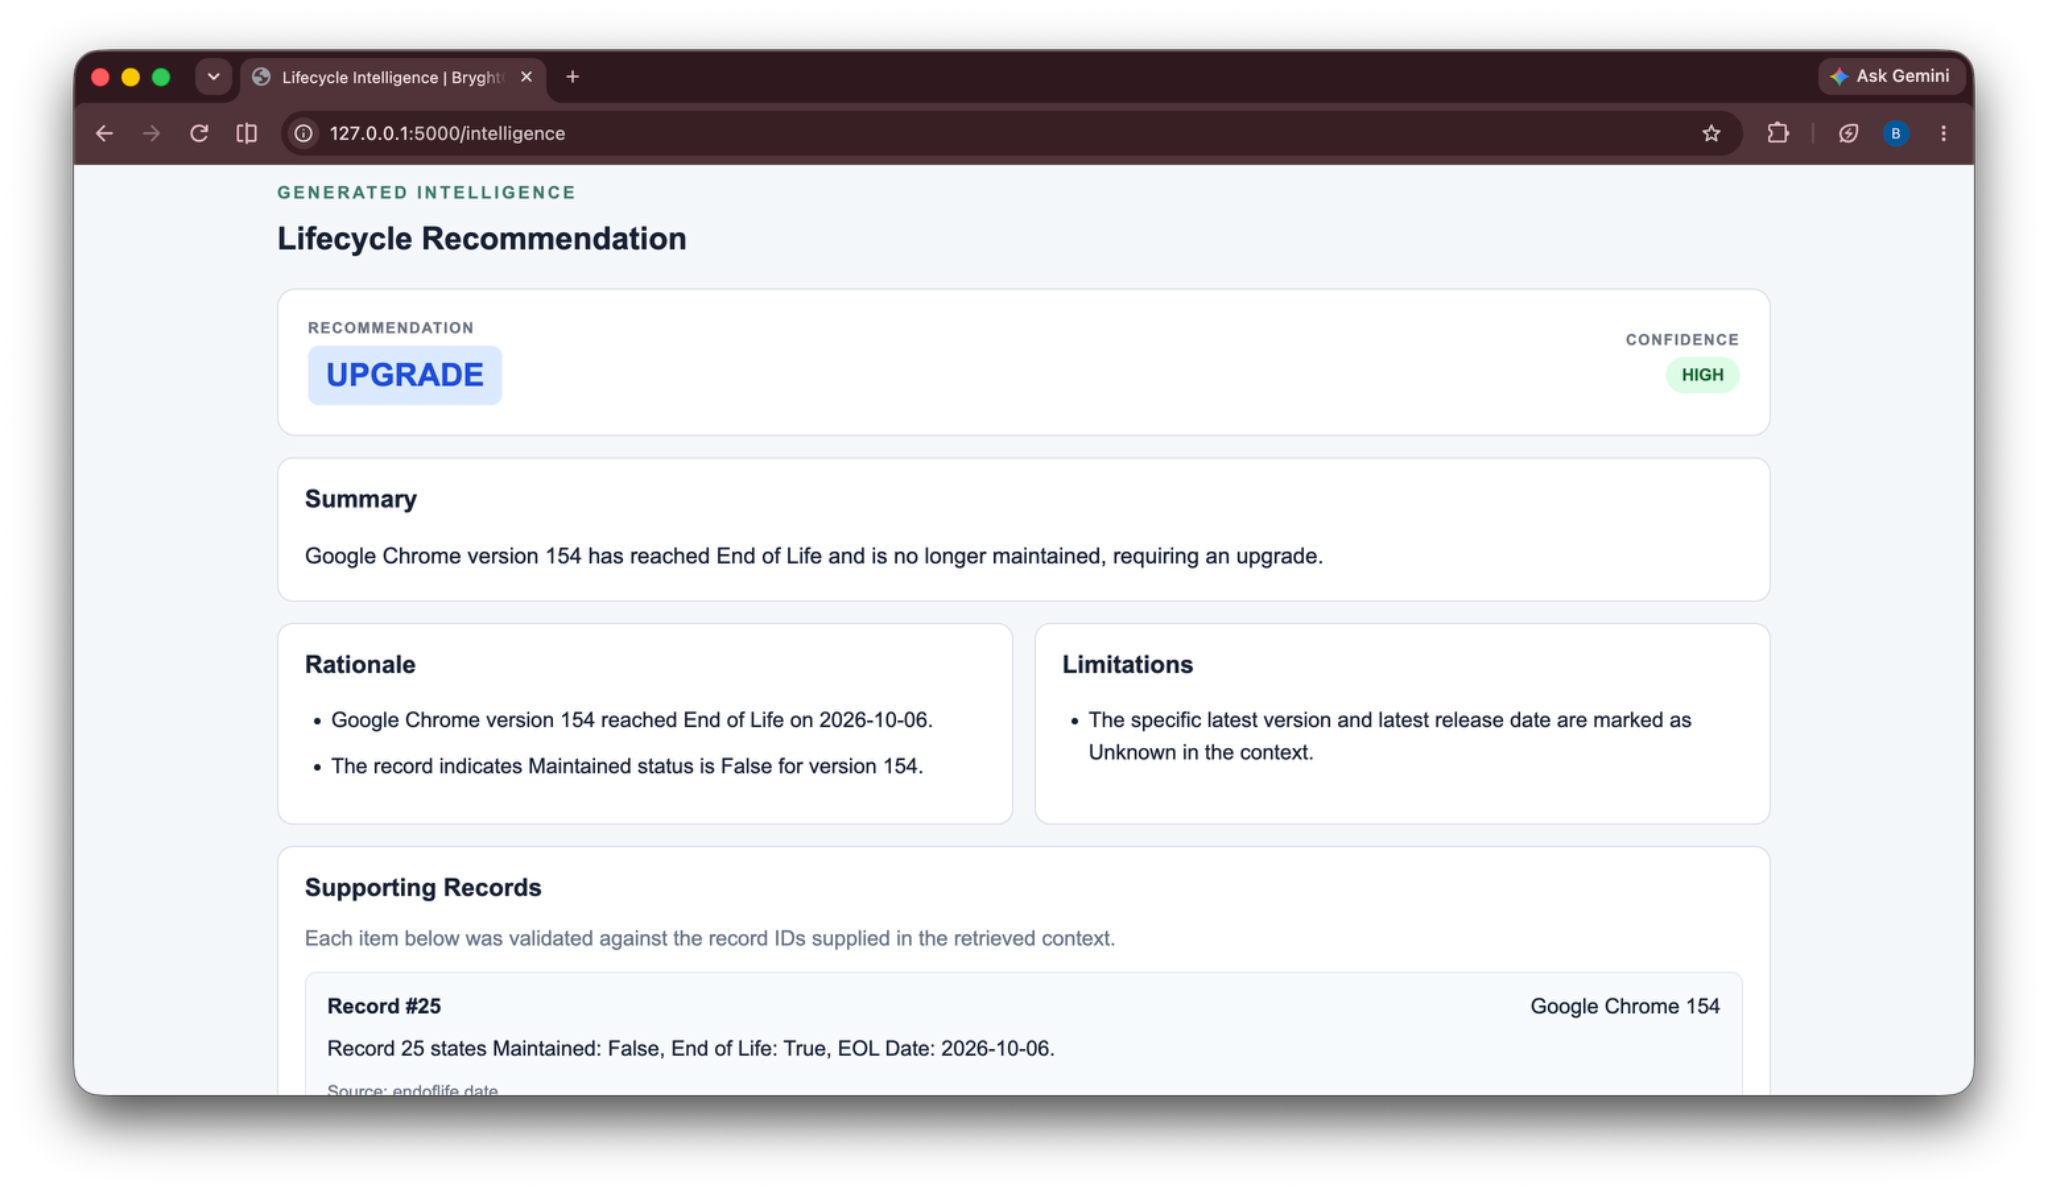 Lifecycle Intelligence | Bryght
Ask Gemini
127.0.0.1:5000/intelligence
B
GENERATED INTELLIGENCE
Lifecycle Recommendation
RECOMMENDATION
UPGRADE
CONFIDENCE
HIGH
Summary
Google Chrome version 154 has reached End of Life and is no longer maintained, requiring an upgrade.
Rationale
• Google Chrome version 154 reached End of Life on 2026-10-06.
• The record indicates Maintained status is False for version 154.
Limitations
• The specific latest version and latest release date are marked as
Unknown in the context.
Supporting Records
Each item below was validated against the record IDs supplied in the retrieved context.
Record #25
Google Chrome 154
Record 25 states Maintained: False, End of Life: True, EOL Date: 2026-10-06.
Source: endoflife.date